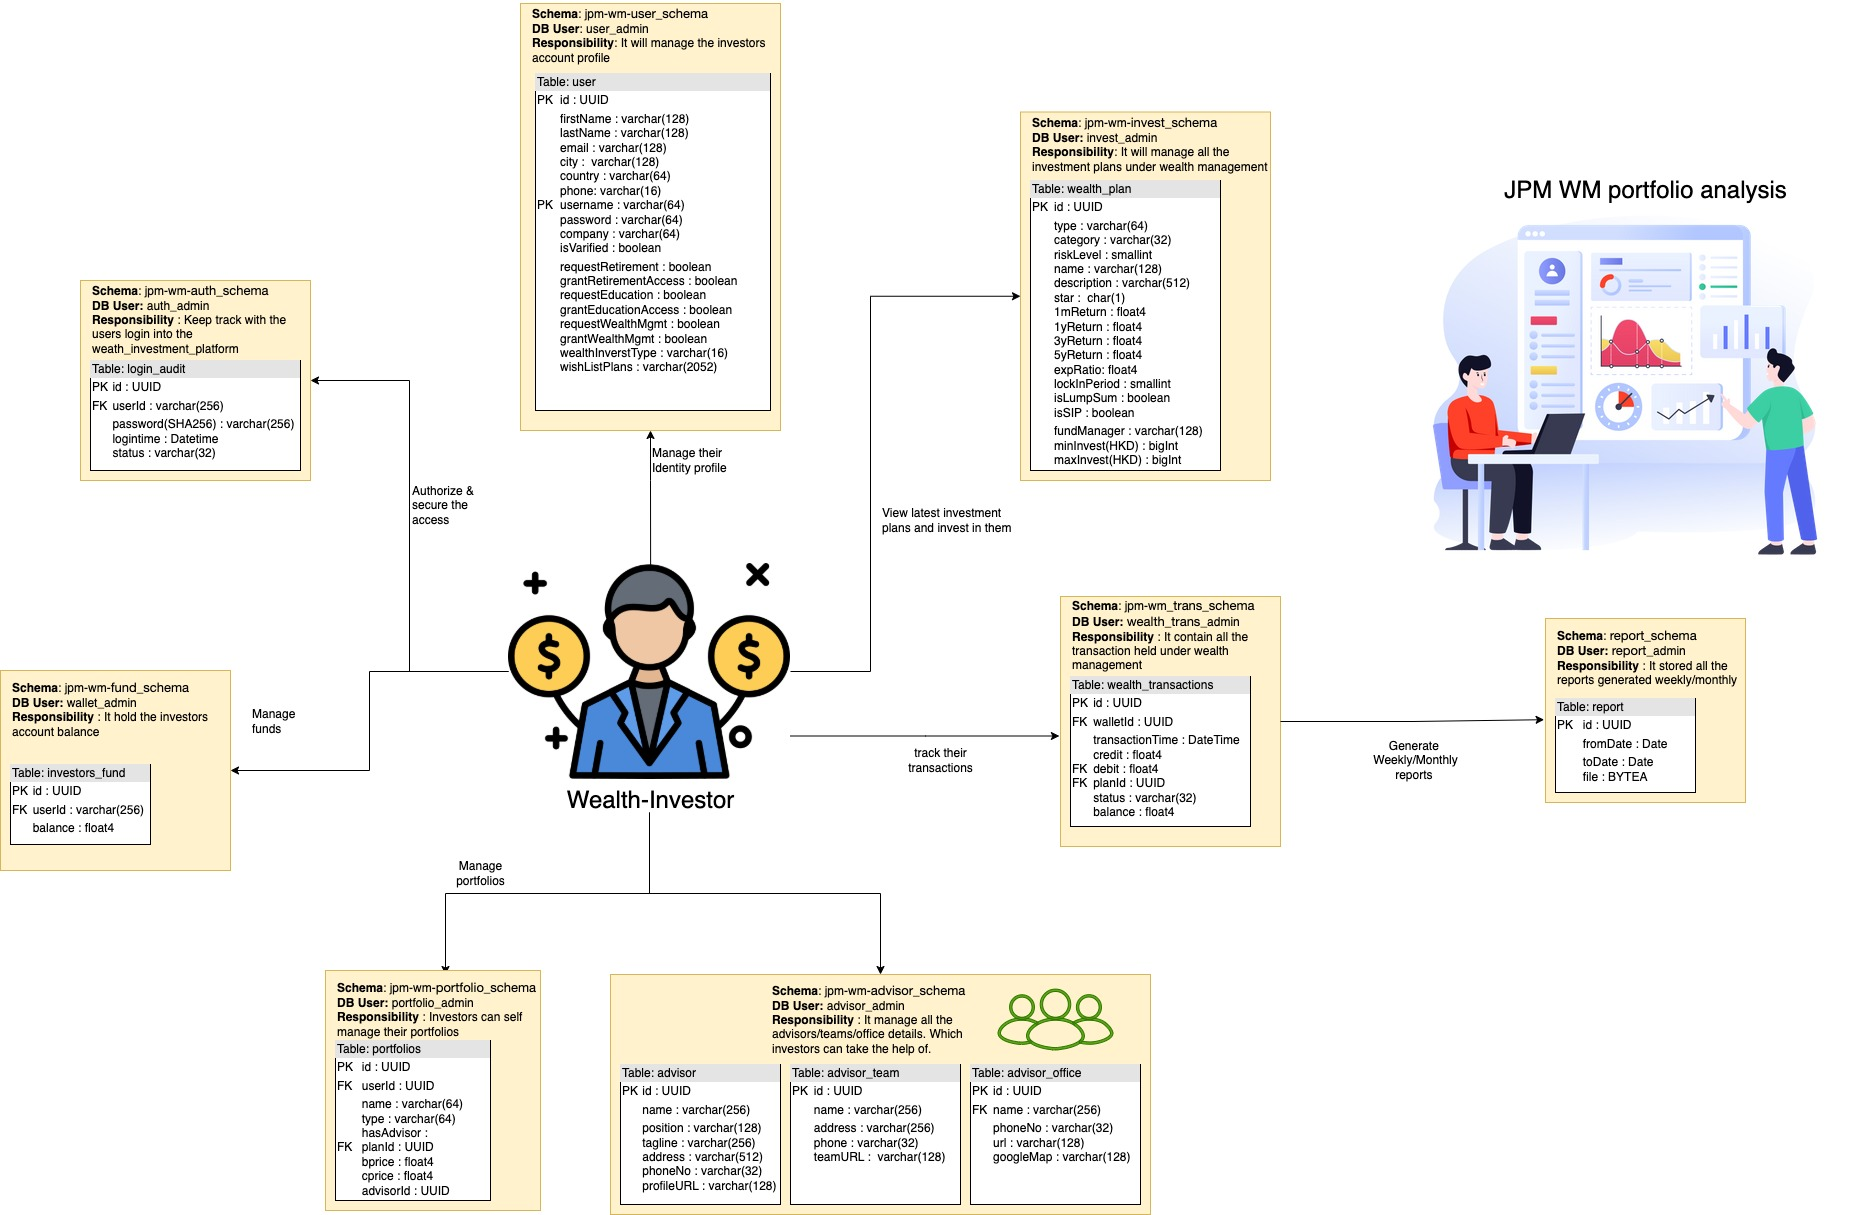 Schema: jpm-wm-user_schema
DB User: user_admin
Responsibility: It will manage the investors
account profile
Table: user
PK id : UUID
firstName : varchar(128)
lastName : varchar(128)
email : varchar(128)
city :  varchar(128)
country : varchar(64)
phone: varchar(16)
PK username : varchar(64)
password : varchar(64)
company : varchar(64)
isVarified : boolean
requestRetirement : boolean
grantRetirementAccess : boolean
requestEducation : boolean
grantEducationAccess : boolean
requestWealthMgmt : boolean
grantWealthMgmt : boolean
wealthInverstType : varchar(16)
wishListPlans : varchar(2052)
Schema: jpm-wm-invest_schema
DB User: invest_admin
Responsibility: It will manage all the
investment plans under wealth management
Table: wealth_plan
PK id : UUID
type : varchar(64)
category : varchar(32)
riskLevel : smallint
name : varchar(128)
description : varchar(512)
star :  char(1)
1mReturn : float4
1yReturn : float4
3yReturn : float4
5yReturn : float4
expRatio: float4
lockInPeriod : smallint
isLumpSum : boolean
isSIP : boolean
fundManager : varchar(128)
minInvest(HKD) : bigInt
maxInvest(HKD) : bigInt
JPM WM portfolio analysis
Schema: jpm-wm-auth_schema
DB User: auth_admin
Responsibility : Keep track with the
users login into the
weath_investment_platform
Table: login_audit
PK id : UUID
FK userId : varchar(256)
password(SHA256) : varchar(256)
logintime : Datetime
status : varchar(32)
Manage their
Identity profile
Authorize &
secure the
access
View latest investment
plans and invest in them
Schema: jpm-wm-fund_schema
DB User: wallet_admin
Responsibility : It hold the investors
account balance
Table: investors_fund
PK id : UUID
FK userId : varchar(256)
balance : float4
Manage
funds
$
$
Wealth-Investor
track their
transactions
Schema: jpm-wm_trans_schema
DB User: wealth_trans_admin
Responsibility : It contain all the
transaction held under wealth
management
Table: wealth_transactions
PK id : UUID
FK walletId : UUID
transactionTime : DateTime
credit : float4
FK debit : float4
FK planId : UUID
status : varchar(32)
balance : float4
Generate
Weekly/Monthly
reports
Schema: report_schema
DB User: report_admin
Responsibility : It stored all the
reports generated weekly/monthly
Table: report
PK id : UUID
fromDate : Date
toDate : Date
file : BYTEA
Manage
portfolios
Schema: jpm-wm-portfolio_schema
DB User: portfolio_admin
Responsibility : Investors can self
manage their portfolios
Table: portfolios
PK id : UUID
FK userId : UUID
name : varchar(64)
type : varchar(64)
hasAdvisor :
FK planId : UUID
bprice : float4
cprice : float4
advisorId : UUID
Schema: jpm-wm-advisor_schema
DB User: advisor_admin
Responsibility : It manage all the
advisors/teams/office details. Which
investors can take the help of.
Table: advisor
PK id : UUID
name : varchar(256)
position : varchar(128)
tagline : varchar(256)
address : varchar(512)
phoneNo : varchar(32)
profileURL : varchar(128)
Table: advisor_team
PK id : UUID
name : varchar(256)
address : varchar(256)
phone : varchar(32)
teamURL :  varchar(128)
Table: advisor_office
PK id : UUID
FK name : varchar(256)
phoneNo : varchar(32)
url : varchar(128)
googleMap : varchar(128)